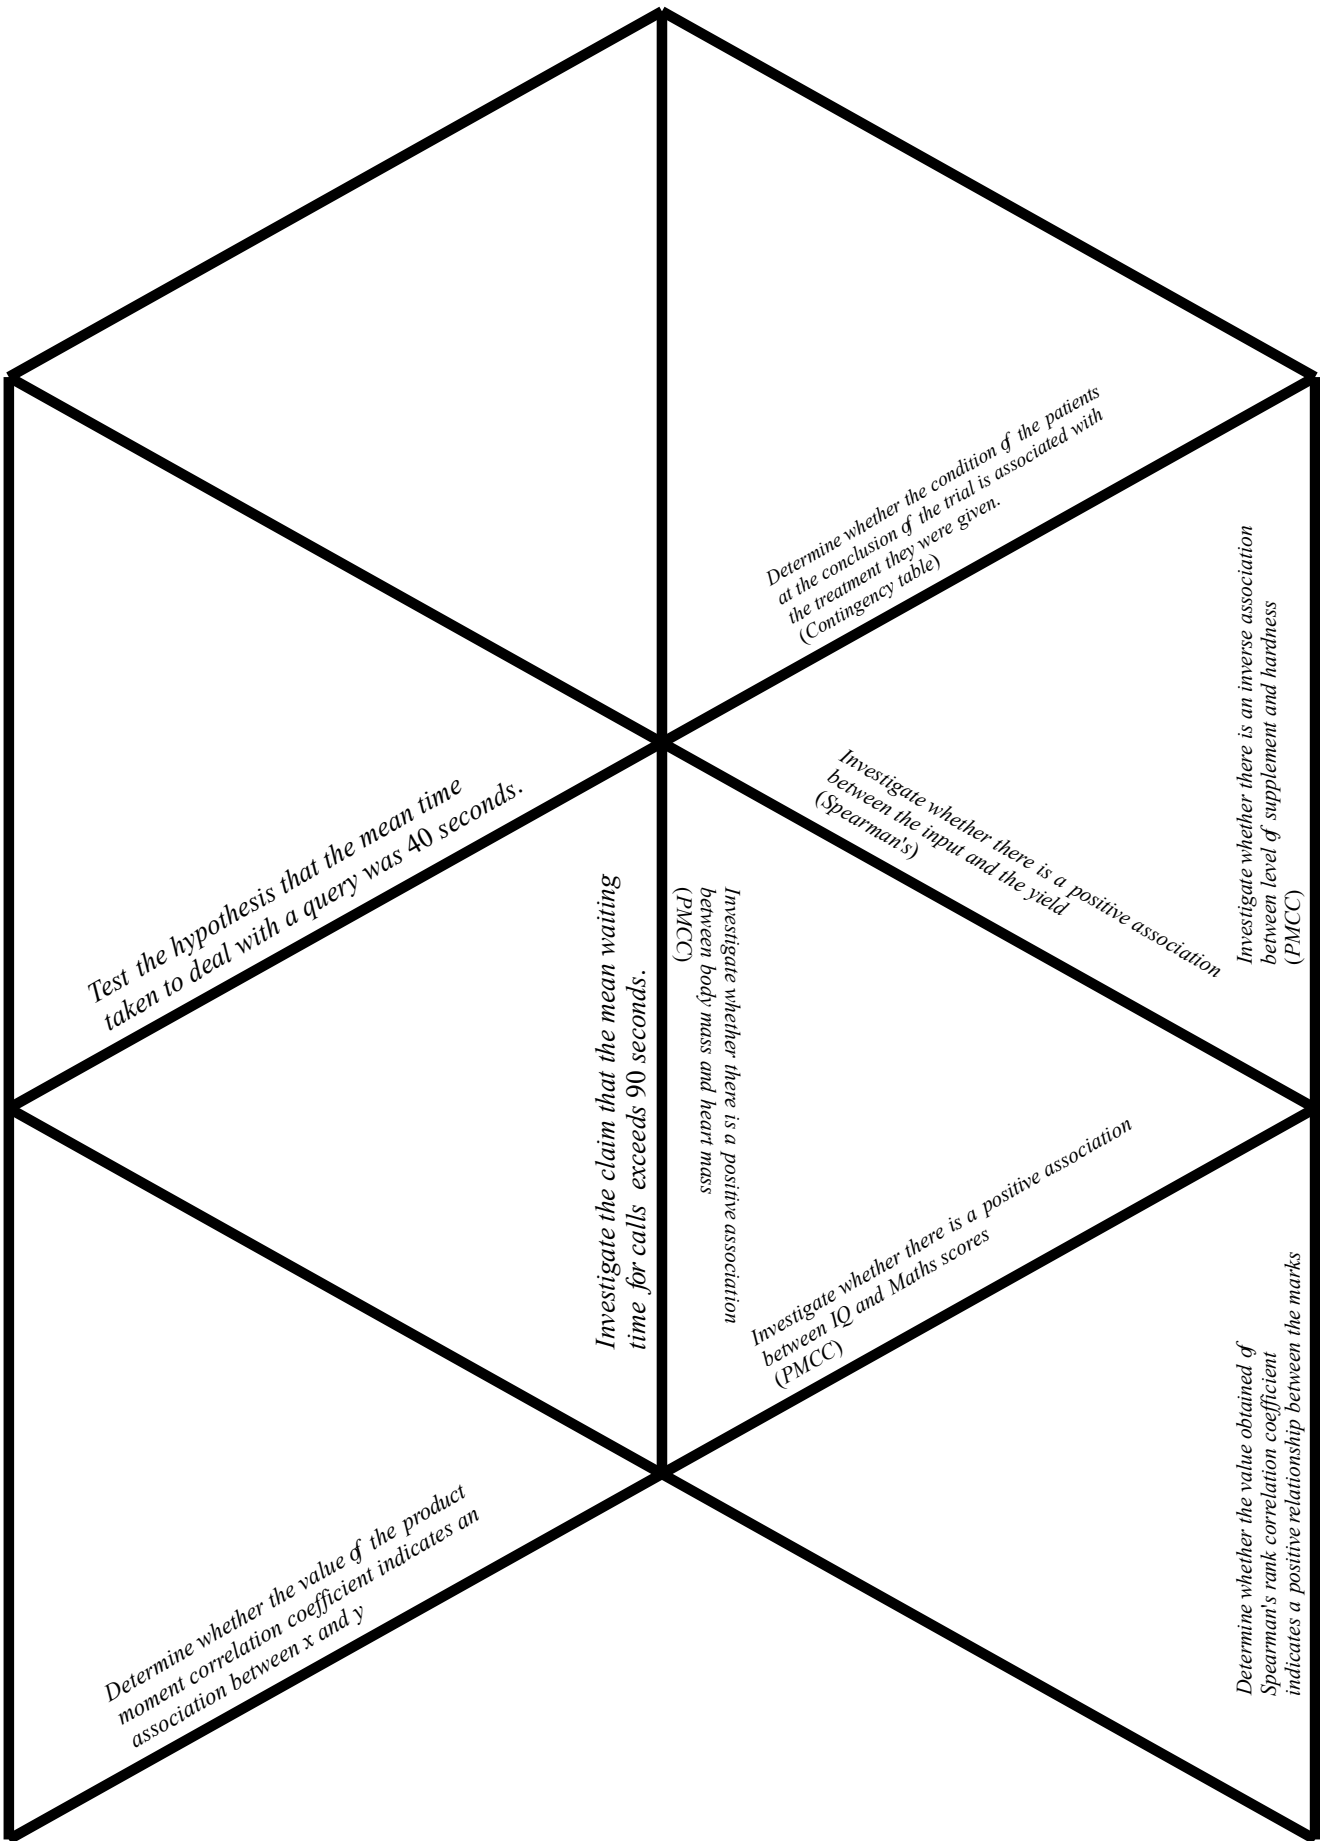 Determine whether the condition of the patients
at the conclusion of the trial is associated with
the treatment they were given.
(Contingency table)
Investigate whether there is an inverse association
between level of supplement and hardness
(PMCC)
Test the hypothesis that the mean time
taken to deal with a query was 40 seconds.
Investigate whether there is a positive association
between the input and the yield
(Spearman's)
Investigate the claim that the mean waiting
time for calls exceeds 90 seconds.
Investigate whether there is a positive association
between body mass and heart mass
(PMCC)
Investigate whether there is a positive association
between IQ and Maths scores
(PMCC)
Determine whether the value obtained of
Spearman's rank correlation coefficient
indicates a positive relationship between the marks
Determine whether the value of the product
moment correlation coefficient indicates an
association between x and y